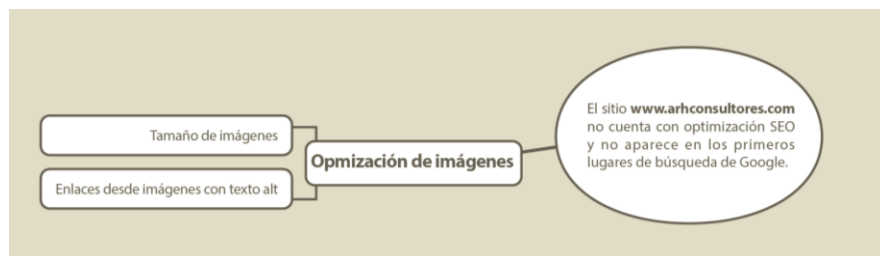 Tamaño de imágenes
Enlaces desde imágenes con texto alt
Opmización de imágenes
El sitio www.arhconsultores.com
no cuenta con optimización SEO
y no aparece en los primeros
lugares de búsqueda de Google.